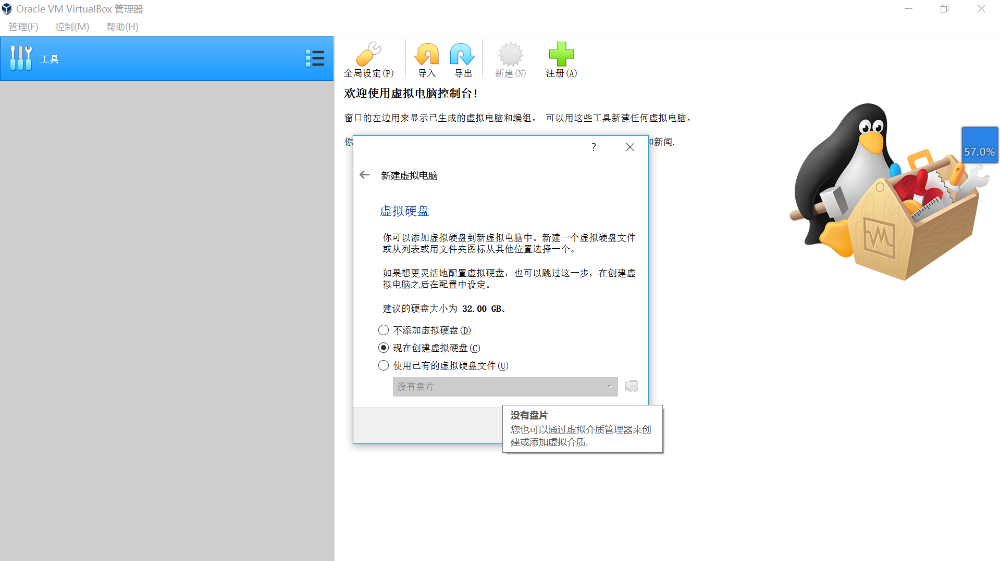 Oracle VM VirtualBox 管理器
管理(F) 控制(M) 帮助(H)
工具
全局设定(P) 导入 导出 新建(N) 注册(A)
欢迎使用虚拟电脑控制台!
窗口的左边用来显示已生成的虚拟电脑和编组。 可以用这些工具新建任何虚拟电脑。
你
和新闻.
57.0%
?
新建虚拟电脑
虚拟硬盘
你可以添加虚拟硬盘到新虚拟电脑中。新建一个虚拟硬盘文件
或从列表或用文件夹图标从其他位置选择一个。
如果想更灵活地配置虚拟硬盘，也可以跳过这一步，在创建虚
拟电脑之后在配置中设定。
建议的硬盘大小为 32.00 GB。
不添加虚拟硬盘(D)
现在创建虚拟硬盘(C)
使用已有的虚拟硬盘文件(U)
没有盘片
没有盘片
您也可以通过虚拟介质管理器来创
建或添加虚拟介质.